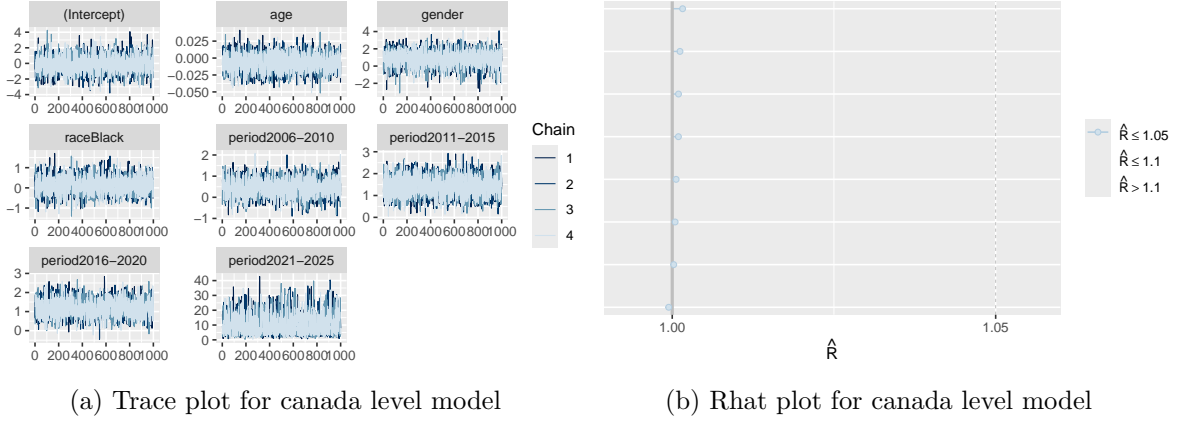 (Intercept) age gender
4 2 0 −2 −4
0.025 0.000 −0.025 −0.050
4 2 0 −2
0 200 400 600 800 1000 0 200 400 600 800 1000 0 200 400 600 800 1000
raceBlack period2006−2010 period2011−2015
1 0 −1
2 1 0 −1
3 2 1 0
0 200 400 600 800 1000 0 200 400 600 800 1000 0 200 400 600 800 1000
period2016−2020 period2021−2025
3 2 1 0
40 30 20 10 0
0 200 400 600 800 1000 0 200 400 600 800 1000
Chain
1
2
3
4
(a) Trace plot for canada level model
1.00 1.05
R̂
R̂ ≤ 1.05
R̂ ≤ 1.1
R̂ > 1.1
(b) Rhat plot for canada level model